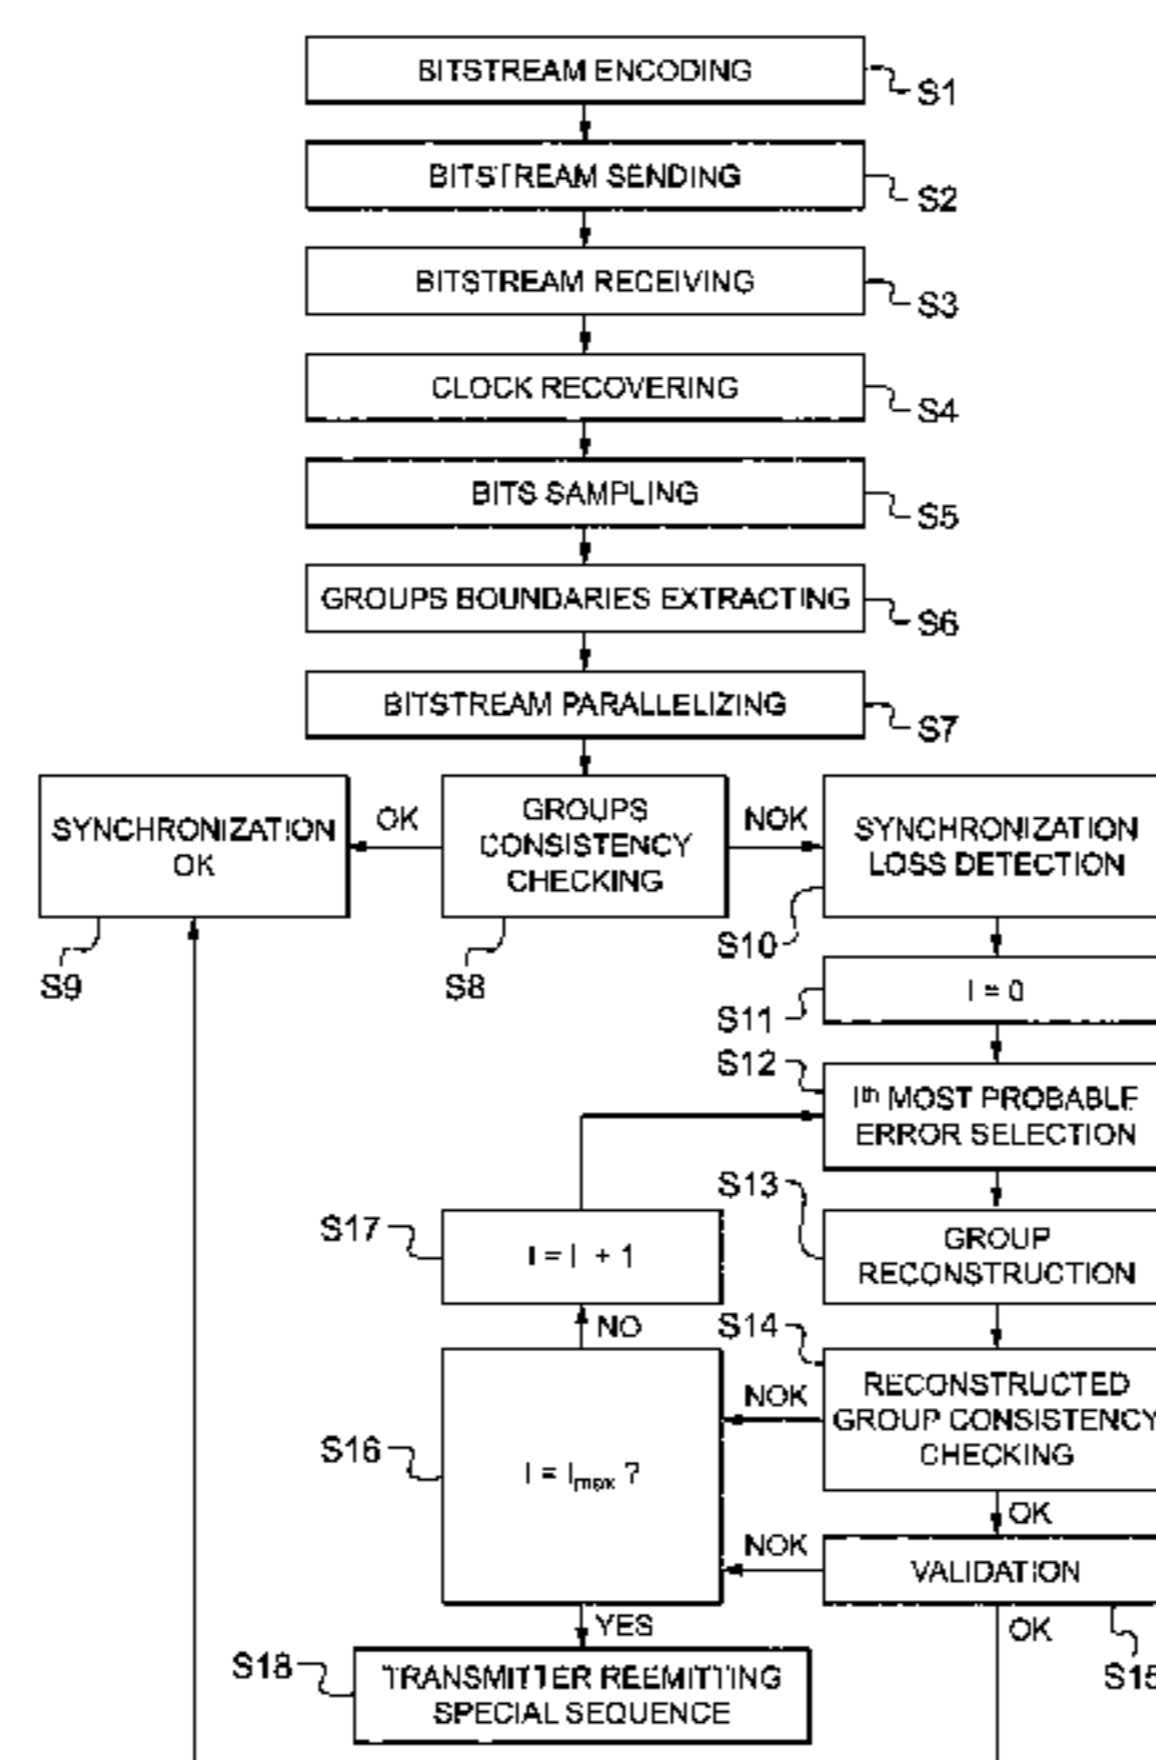 BITSTREAM ENCODING
S1
BITSTREAM SENDING
S2
BITSTREAM RECEIVING
S3
CLOCK RECOVERING
S4
BITS SAMPLING
S5
GROUPS BOUNDARIES EXTRACTING
S6
BITSTREAM PARALLELIZING
S7
SYNCHRONIZATION
OK
S9
OK
GROUPS
CONSISTENCY
CHECKING
S8
NOK
SYNCHRONIZATION
LOSS DETECTION
S10
I = 0
S11
S12
Ith MOST PROBABLE
ERROR SELECTION
S13
GROUP
RECONSTRUCTION
S17
I = I + 1
NO
S14
RECONSTRUCTED
GROUP CONSISTENCY
CHECKING
NOK
S16
I = Imax ?
OK
NOK
VALIDATION
S15
OK
YES
S18
TRANSMITTER REEMITTING
SPECIAL SEQUENCE